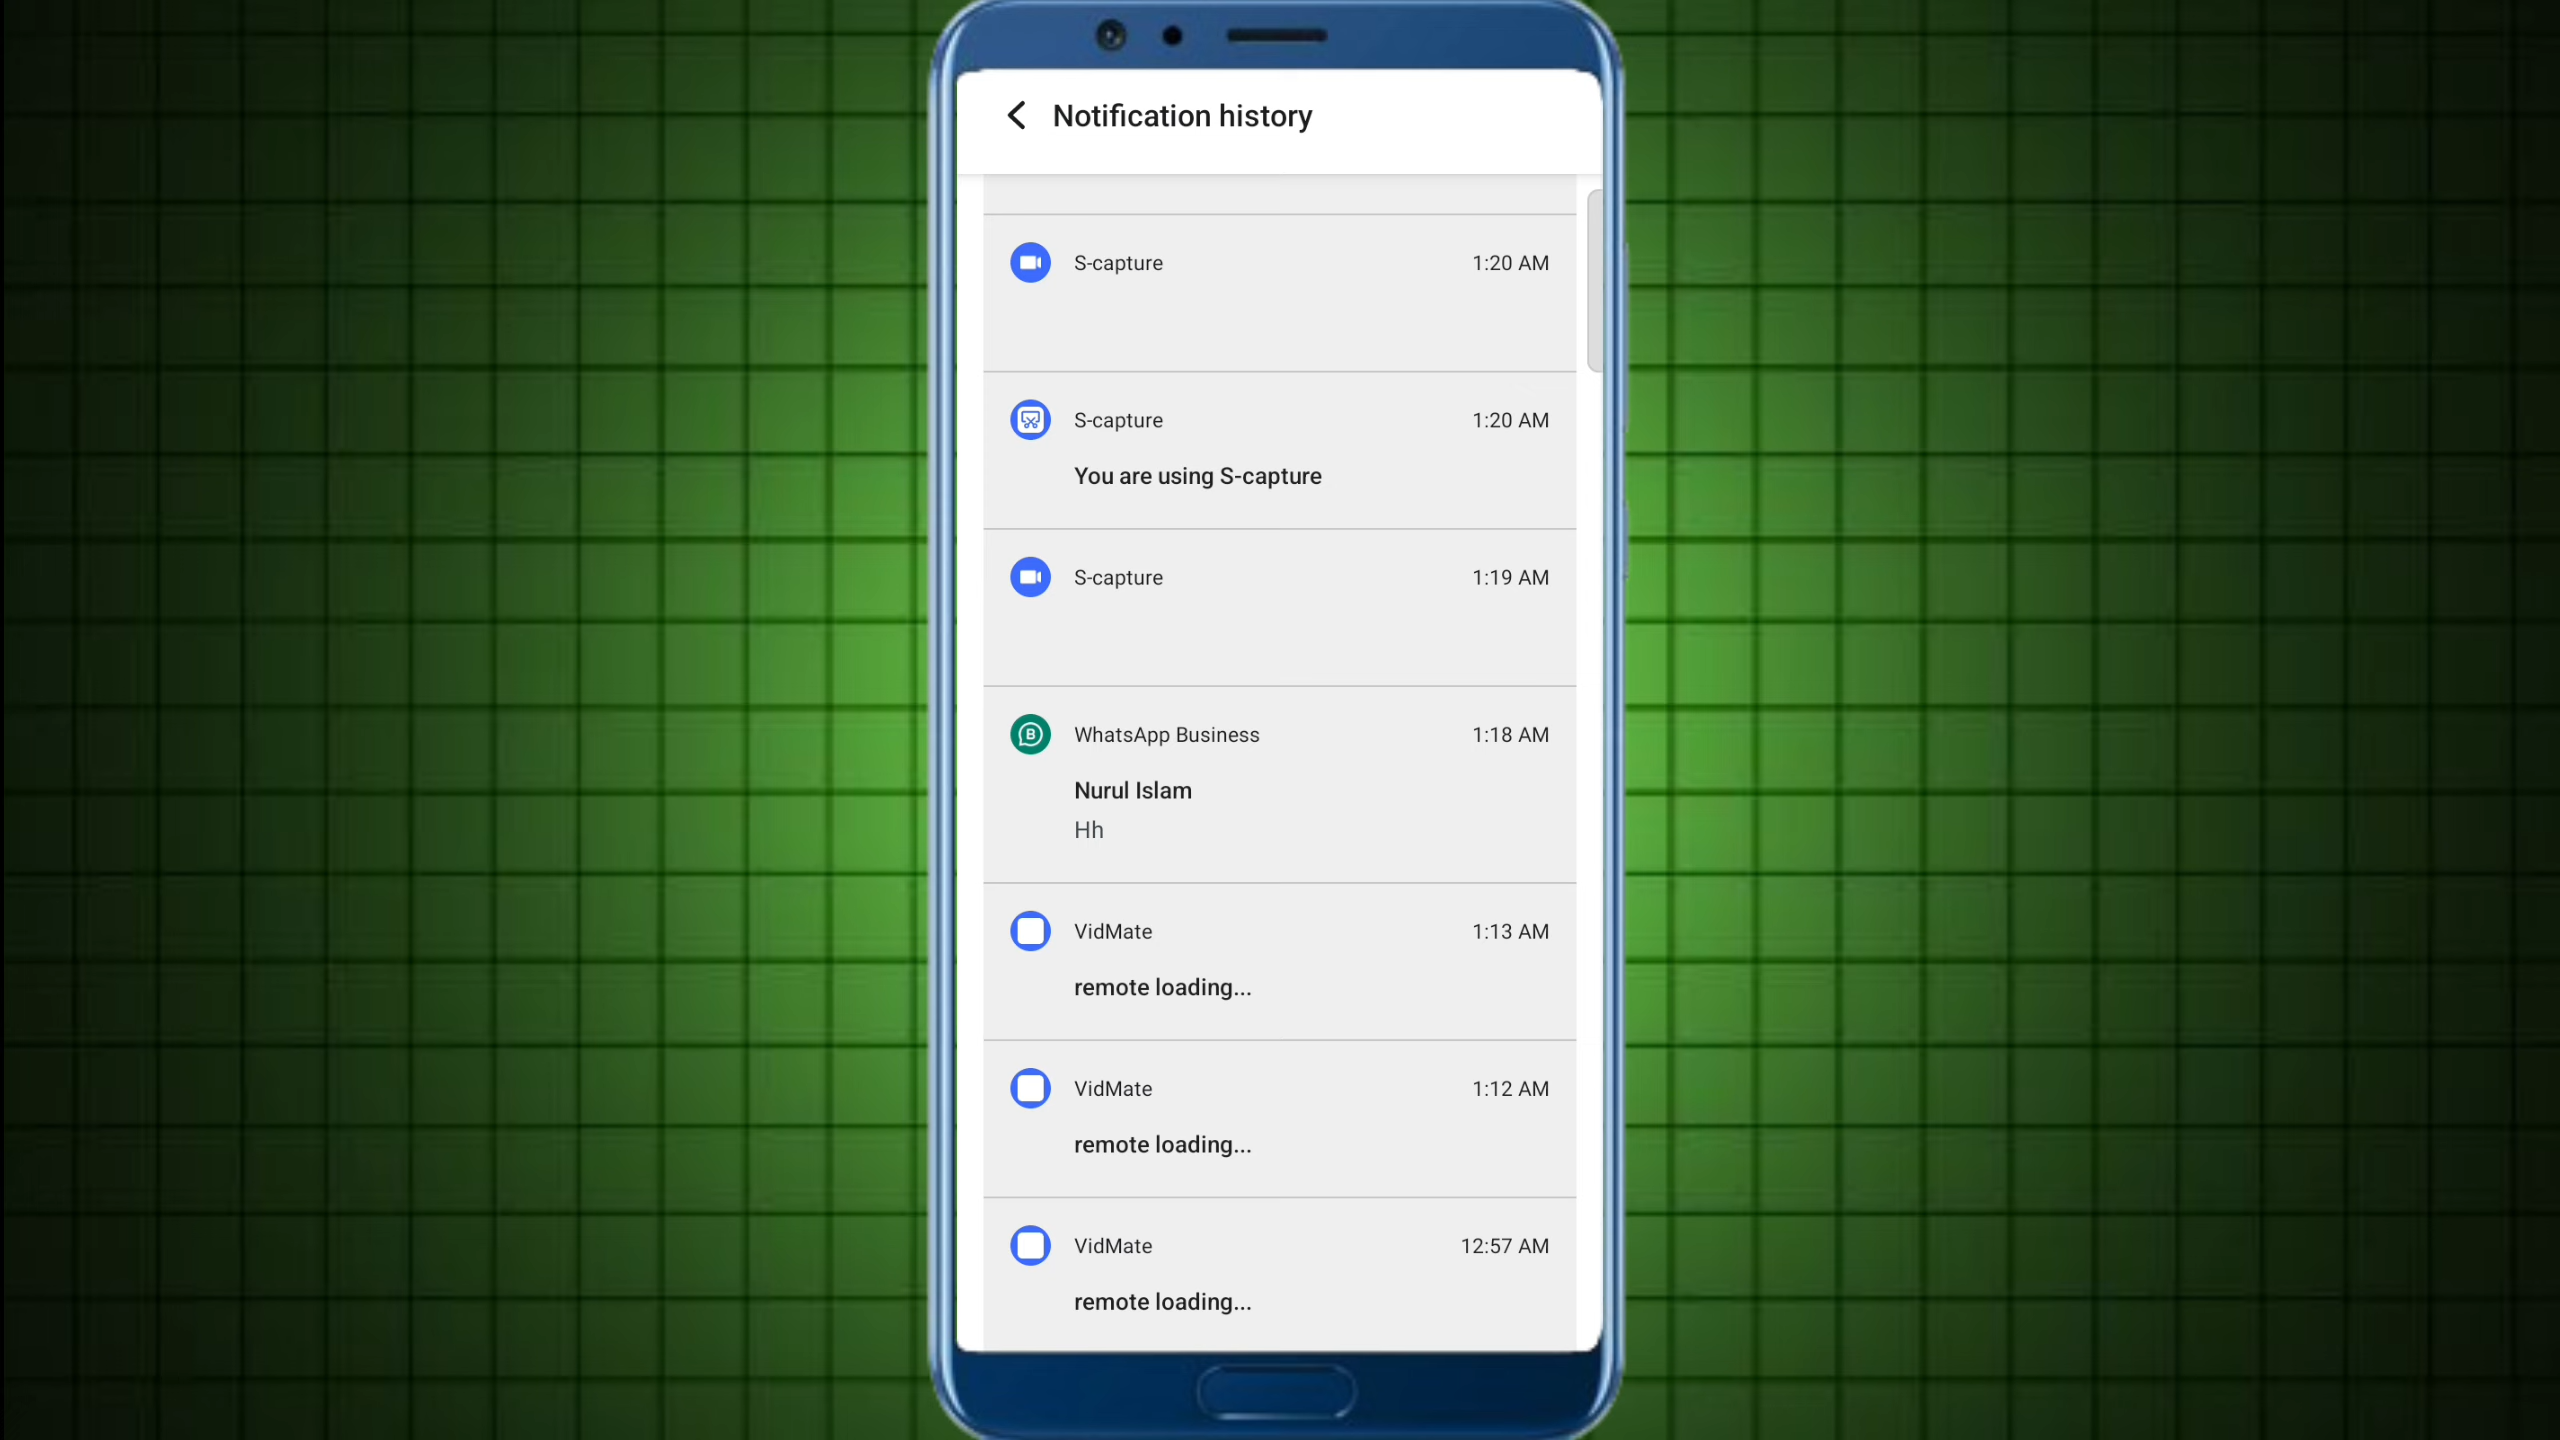 Notification history
S-capture 1:20 AM
S-capture 1:20 AM
You are using S-capture
S-capture 1:19 AM
B WhatsApp Business 1:18 AM
Nurul Islam
Hh
VidMate 1:13 AM
remote loading...
VidMate 1:12 AM
remote loading...
VidMate 12:57 AM
remote loading...